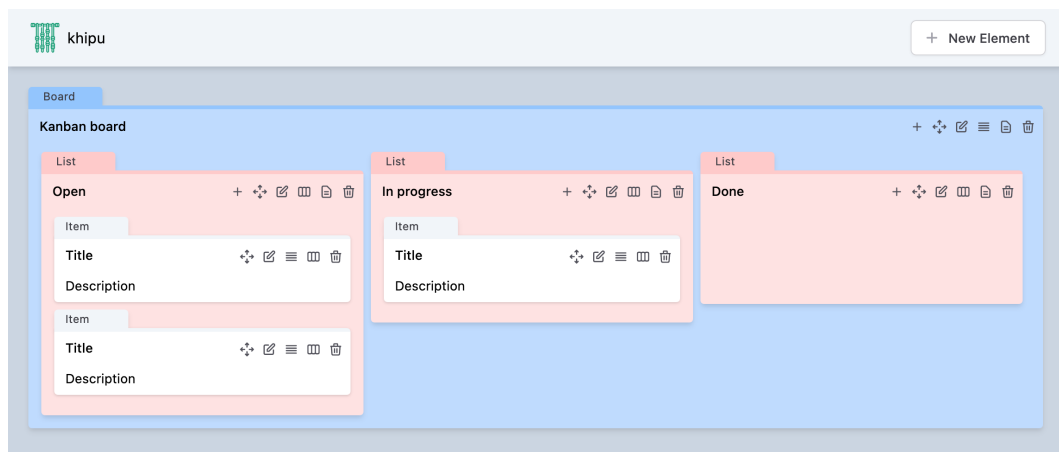 khipu
New Element
Board
Kanban board
List
Open
Item
Title
Description
Item
Title
Description
List
In progress
Item
Title
Description
List
Done